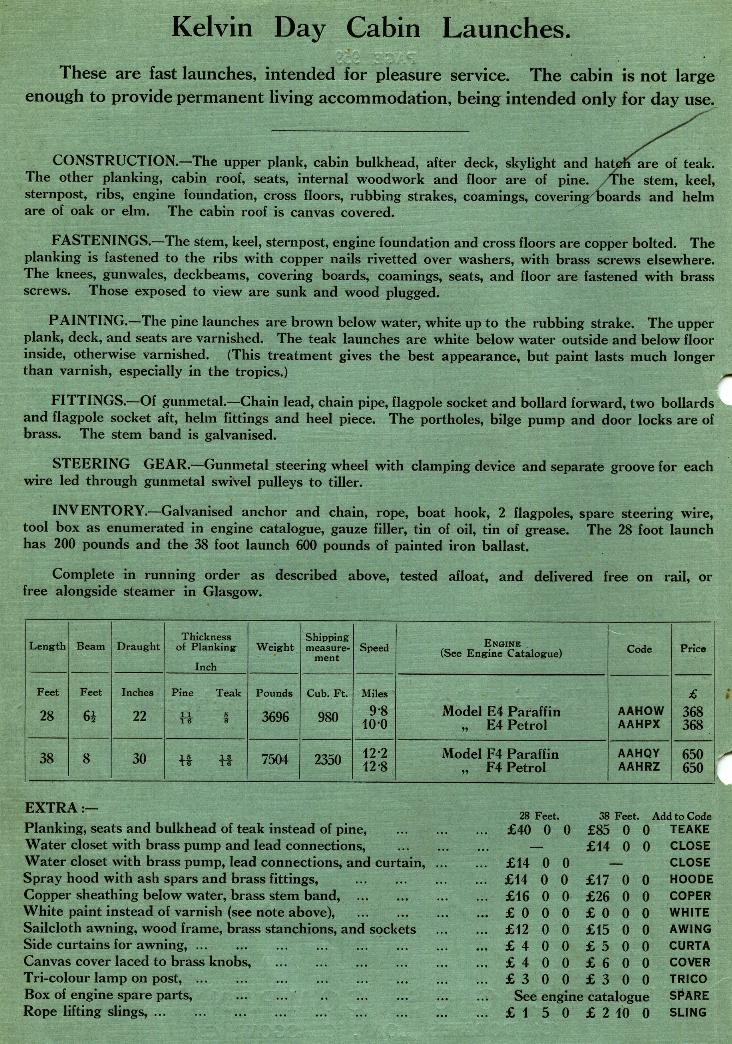 Kelvin Day Cabin Launches.
These are fast launches, intended for pleasure service. The cabin is not large
enough to provide permanent living accommodation, being intended only for day use.
CONSTRUCTION.—The upper plank, cabin bulkhead, after deck, skylight and hatch are of teak.
The other planking, cabin roof, seats, internal woodwork and floor are of pine. The stem, keel,
sternpost, ribs, engine foundation, cross floors, rubbing strakes, coamings, covering boards and helm
are of oak or elm. The cabin roof is canvas covered.
FASTENINGS.—The stem, keel, sternpost, engine foundation and cross floors are copper bolted. The
planking is fastened to the ribs with copper nails rivetted over washers, with brass screws elsewhere.
The knees, gunwales, deckbeams, covering boards, coamings, seats, and floor are fastened with brass
screws. Those exposed to view are sunk and wood plugged.
PAINTING.—The pine launches are brown below water, white up to the rubbing strake. The upper
plank, deck, and seats are varnished. The teak launches are white below water outside and below floor
inside, otherwise varnished. (This treatment gives the best appearance, but paint lasts much longer
than varnish, especially in the tropics.)
FITTINGS.—Of gunmetal.—Chain lead, chain pipe, flagpole socket and bollard forward, two bollards
and flagpole socket aft, helm fittings and heel piece. The portholes, bilge pump and door locks are of
brass. The stem band is galvanised.
STEERING GEAR.—Gunmetal steering wheel with clamping device and separate groove for each
wire led through gunmetal swivel pulleys to tiller.
INVENTORY.—Galvanised anchor and chain, rope, boat hook, 2 flagpoles, spare steering wire,
tool box as enumerated in engine catalogue, gauze filler, tin of oil, tin of grease. The 28 foot launch
has 200 pounds and the 38 foot launch 600 pounds of painted iron ballast.
Complete in running order as described above, tested afloat, and delivered free on rail, or
free alongside steamer in Glasgow.
Length Beam Draught Thickness of Planking Inch Weight Shipping measure-ment Speed ENGINE (See Engine Catalogue) Code Price
Feet Feet Inches Pine Teak Pounds Cub. Ft. Miles £
28 6½ 22 11/16 5/8 3696 980 9·8 Model E4 Paraffin AAHOW 368
10·0 „ E4 Petrol AAHPX 368
38 8 30 7504 2350 12·2 Model F4 Paraffin AAHQY 650
12·8 „ F4 Petrol AAHRZ 650
EXTRA :—
28 Feet. 38 Feet. Add to Code
Planking, seats and bulkhead of teak instead of pine, ... ... ... £40 0 0 £85 0 0 TEAKE
Water closet with brass pump and lead connections, ... ... ... — £14 0 0 CLOSE
Water closet with brass pump, lead connections, and curtain, ... ... £14 0 0 — CLOSE
Spray hood with ash spars and brass fittings, ... ... ... ... £14 0 0 £17 0 0 HOODE
Copper sheathing below water, brass stem band, ... ... ... ... £16 0 0 £26 0 0 COPER
White paint instead of varnish (see note above), ... ... ... ... £ 0 0 0 £ 0 0 0 WHITE
Sailcloth awning, wood frame, brass stanchions, and sockets ... ... £12 0 0 £15 0 0 AWING
Side curtains for awning, ... ... ... ... ... ... ... £ 4 0 0 £ 5 0 0 CURTA
Canvas cover laced to brass knobs, ... ... ... ... ... £ 4 0 0 £ 6 0 0 COVER
Tri-colour lamp on post, ... ... ... ... ... ... ... £ 3 0 0 £ 3 0 0 TRICO
Box of engine spare parts, ... ... .. ... ... ... See engine catalogue SPARE
Rope lifting slings, ... ... ... ... ... ... ... ... £ 1 5 0 £ 2 10 0 SLING